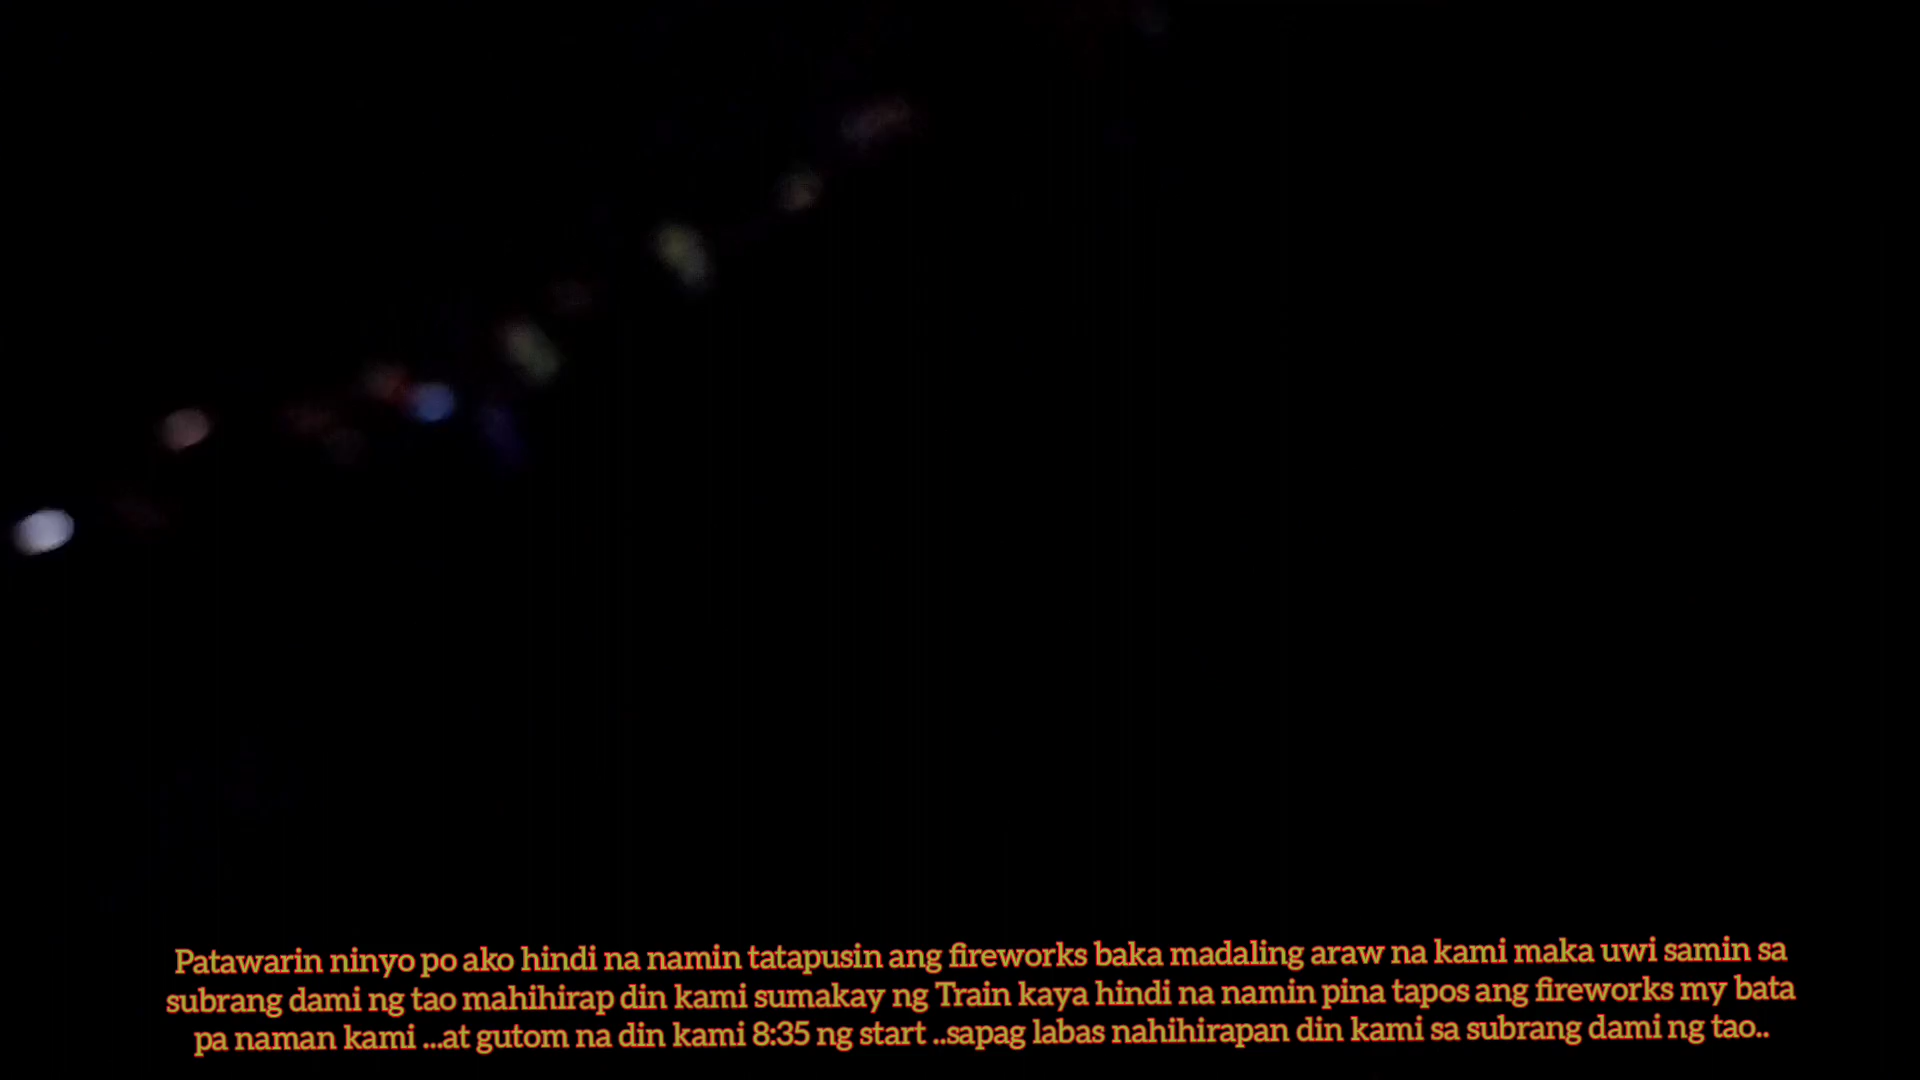 Patawarin ninyo po ako hindi na namin tatapusin ang fireworks baka madaling araw na kami maka uwi samin sa
subrang dami ng tao mahihirap din kami sumakay ng Train kaya hindi na namin pina tapos ang fireworks my bata
pa naman kami ...at gutom na din kami 8:35 ng start ..sapag labas nahihirapan din kami sa subrang dami ng tao..